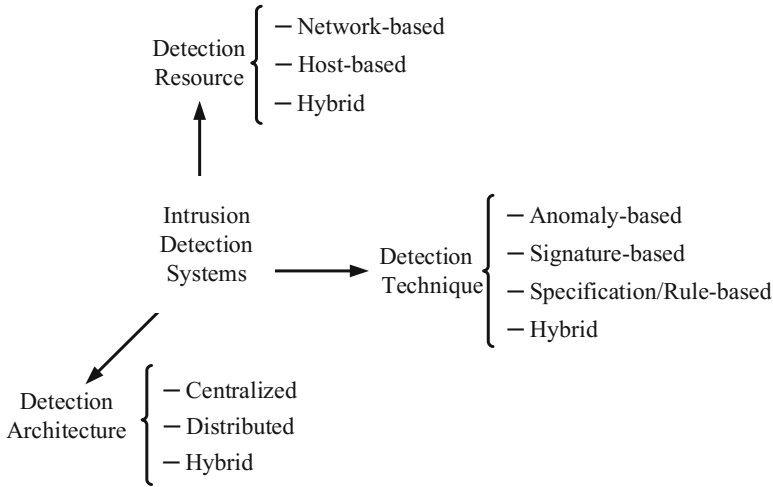 Detection
Resource
— Network-based
— Host-based
— Hybrid
Intrusion
Detection
Systems
Detection
Technique
— Anomaly-based
— Signature-based
— Specification/Rule-based
— Hybrid
Detection
Architecture
— Centralized
— Distributed
— Hybrid